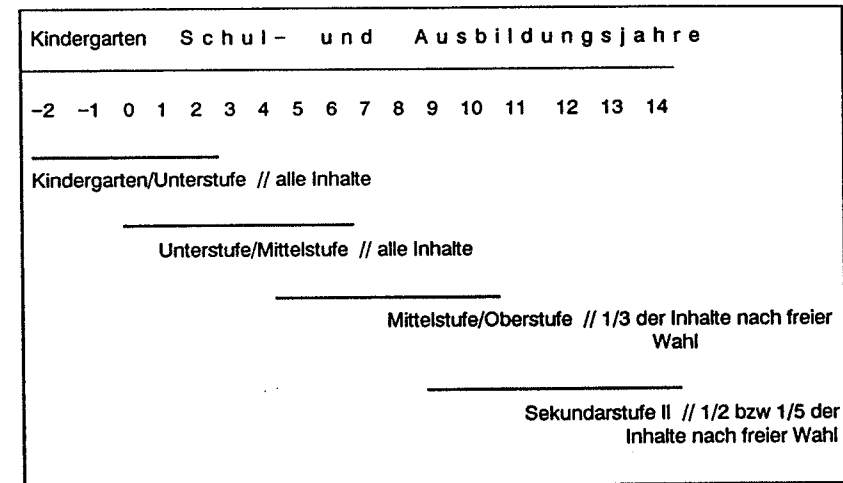 Kindergarten Schul- und Ausbildungsjahre
-2 -1 0 1 2 3 4 5 6 7 8 9 10 11 12 13 14
Kindergarten/Unterstufe // alle Inhalte
Unterstufe/Mittelstufe // alle Inhalte
Mittelstufe/Oberstufe // 1/3 der Inhalte nach freier
Wahl
Sekundarstufe II // 1/2 bzw 1/5 der
Inhalte nach freier Wahl